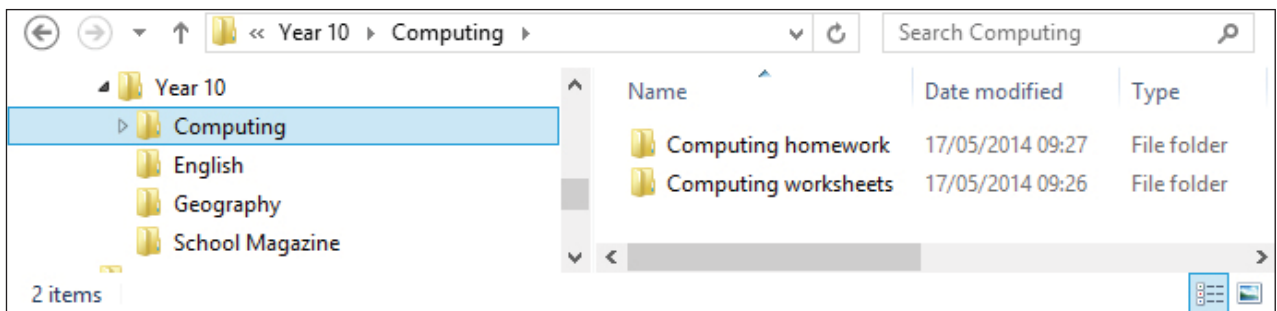 « Year 10 Computing
Search Computing
Year 10
Computing
English
Geography
School Magazine
Name Date modified Type
Computing homework 17/05/2014 09:27 File folder
Computing worksheets 17/05/2014 09:26 File folder
2 items